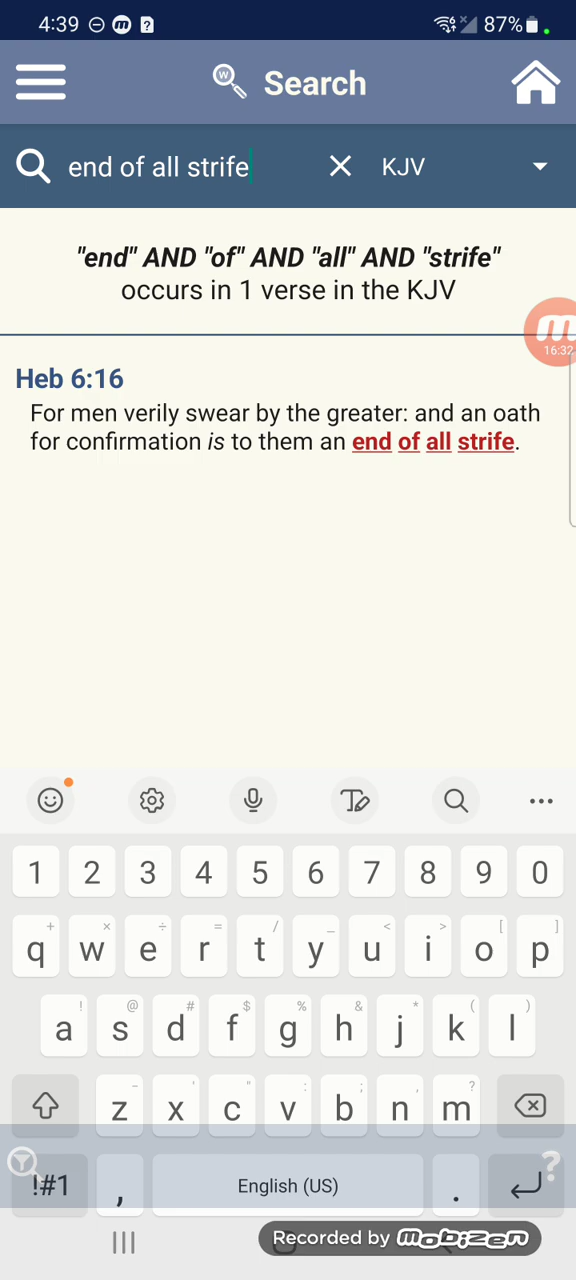 4:39 m ? 6 87%
W Search
end of all strife KJV
"end" AND "of" AND "all" AND "strife"
occurs in 1 verse in the KJV
m
16:32
Heb 6:16
For men verily swear by the greater: and an oath
for confirmation is to them an end of all strife.
1 2 3 4 5 6 7 8 9 0
+ × ÷ = / _ < > [ ]
q w e r t y u i o p
! @ # $ % & * ( )
a s d f g h j k l
- ' " : ; , ?
z x c v b n m
!#1 , English (US) . ?
Recorded by mobizen